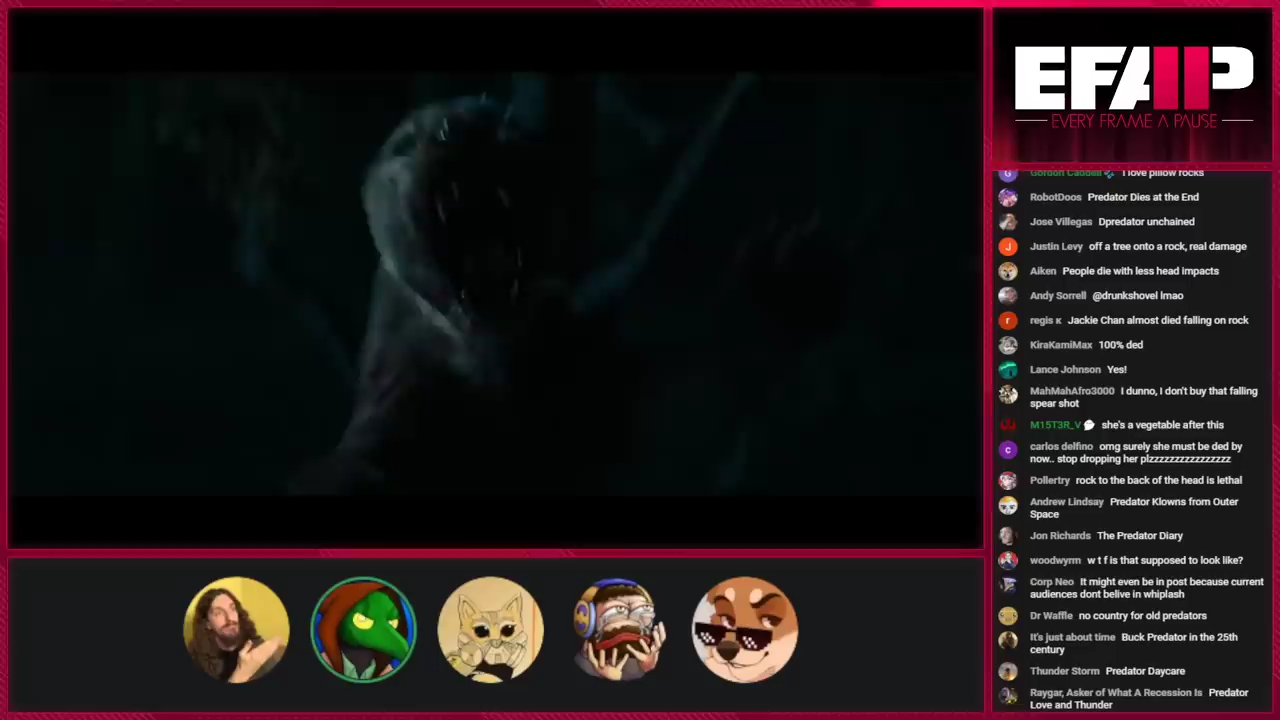 EFAP
EVERY FRAME A PAUSE
Gordon Caddell I love pillow rocks
RobotDoos Predator Dies at the End
Jose Villegas Dpredator unchained
Justin Levy off a tree onto a rock, real damage
Aiken People die with less head impacts
Andy Sorrell @drunkshovel lmao
regis ĸ Jackie Chan almost died falling on rock
KiraKamiMax 100% ded
Lance Johnson Yes!
MahMahAfro3000 I dunno, I don't buy that falling
spear shot
M15T3R_V she's a vegetable after this
carlos delfino omg surely she must be ded by
now.. stop dropping her plzzzzzzzzzzzzzzzzz
Pollertry rock to the back of the head is lethal
Andrew Lindsay Predator Klowns from Outer
Space
Jon Richards The Predator Diary
woodwyrm w t f is that supposed to look like?
Corp Neo It might even be in post because current
audiences dont belive in whiplash
Dr Waffle no country for old predators
It's just about time Buck Predator in the 25th
century
Thunder Storm Predator Daycare
Raygar, Asker of What A Recession Is Predator
Love and Thunder